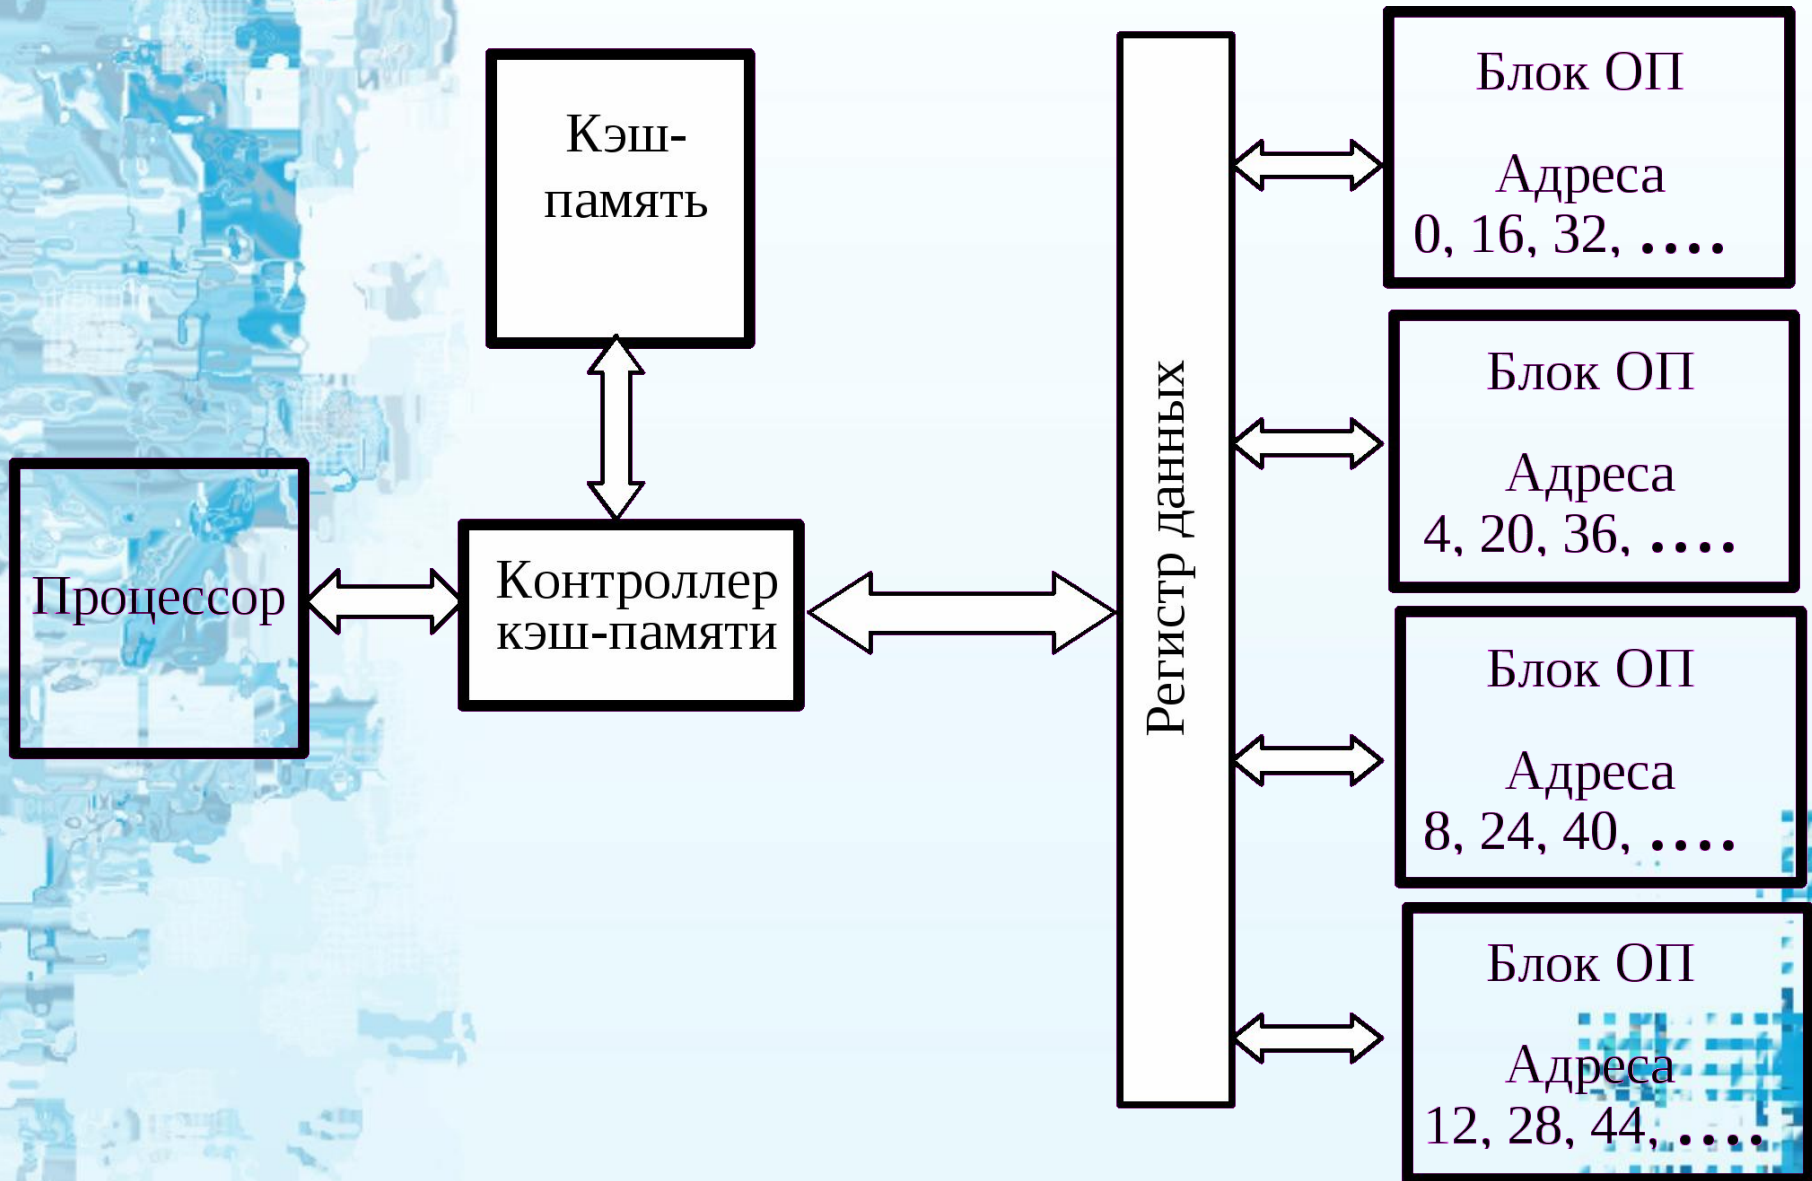 Кэш-
память
Процессор
Контроллер
кэш-памяти
Регистр данных
Блок ОП
Адреса
0, 16, 32, ....
Блок ОП
Адреса
4, 20, 36, ....
Блок ОП
Адреса
8, 24, 40, ....
Блок ОП
Адреса
12, 28, 44, ....